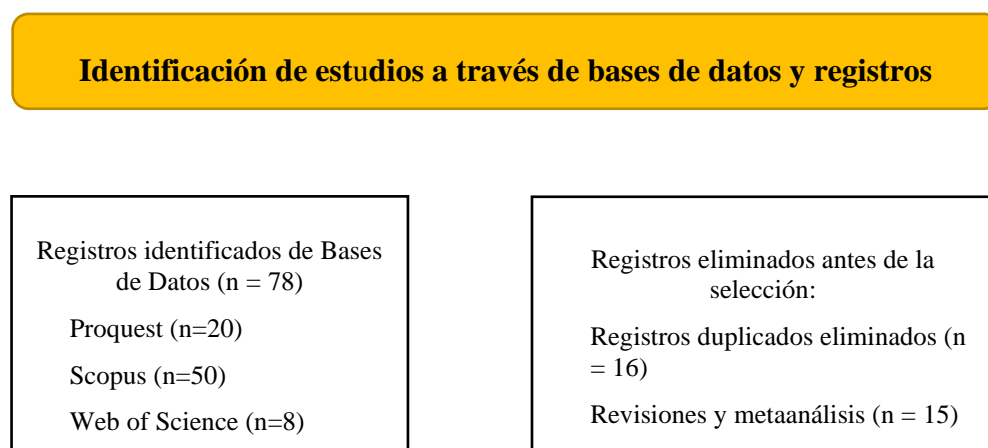 Identificación de estudios a través de bases de datos y registros
Registros identificados de Bases
de Datos (n = 78)
Proquest (n=20)
Scopus (n=50)
Web of Science (n=8)
Registros eliminados antes de la
selección:
Registros duplicados eliminados (n
= 16)
Revisiones y metaanálisis (n = 15)